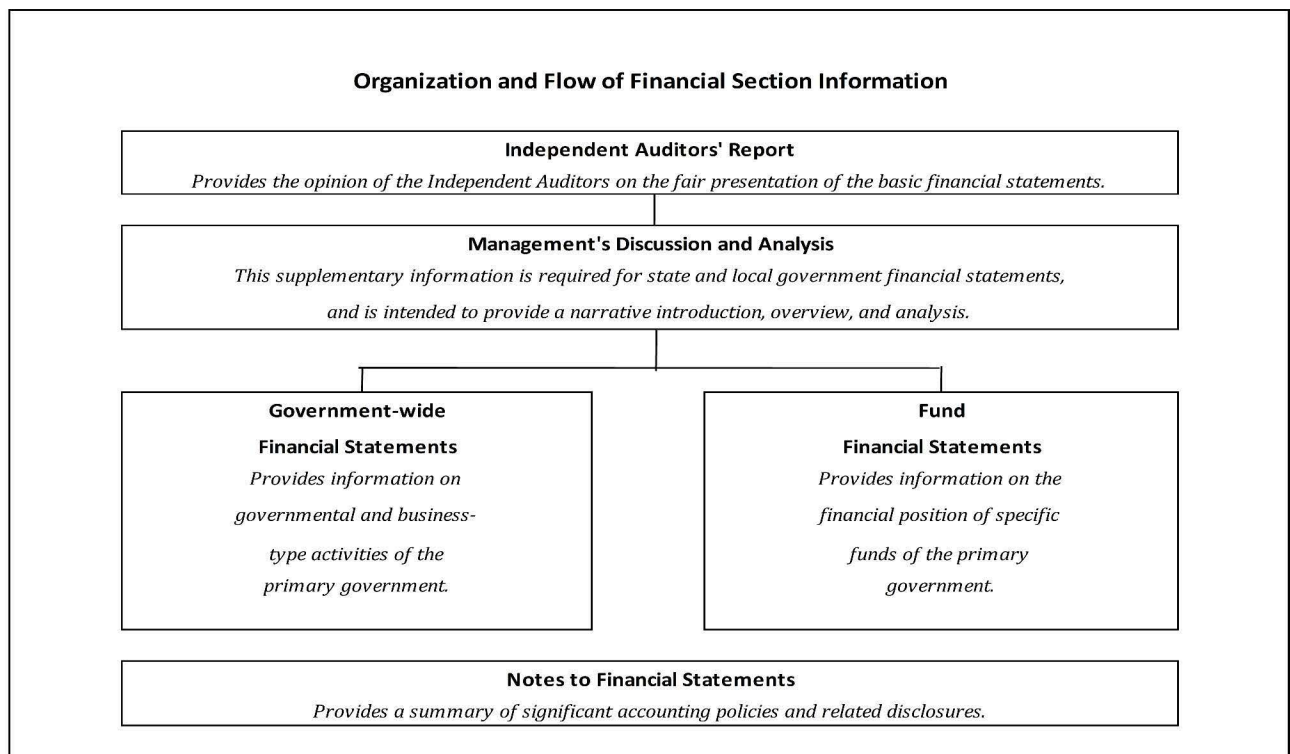 Organization and Flow of Financial Section Information
Independent Auditors' Report
Provides the opinion of the Independent Auditors on the fair presentation of the basic financial statements.
Management's Discussion and Analysis
This supplementary information is required for state and local government financial statements,
and is intended to provide a narrative introduction, overview, and analysis.
Government-wide
Financial Statements
Provides information on
governmental and business-
type activities of the
primary government.
Fund
Financial Statements
Provides information on the
financial position of specific
funds of the primary
government.
Notes to Financial Statements
Provides a summary of significant accounting policies and related disclosures.